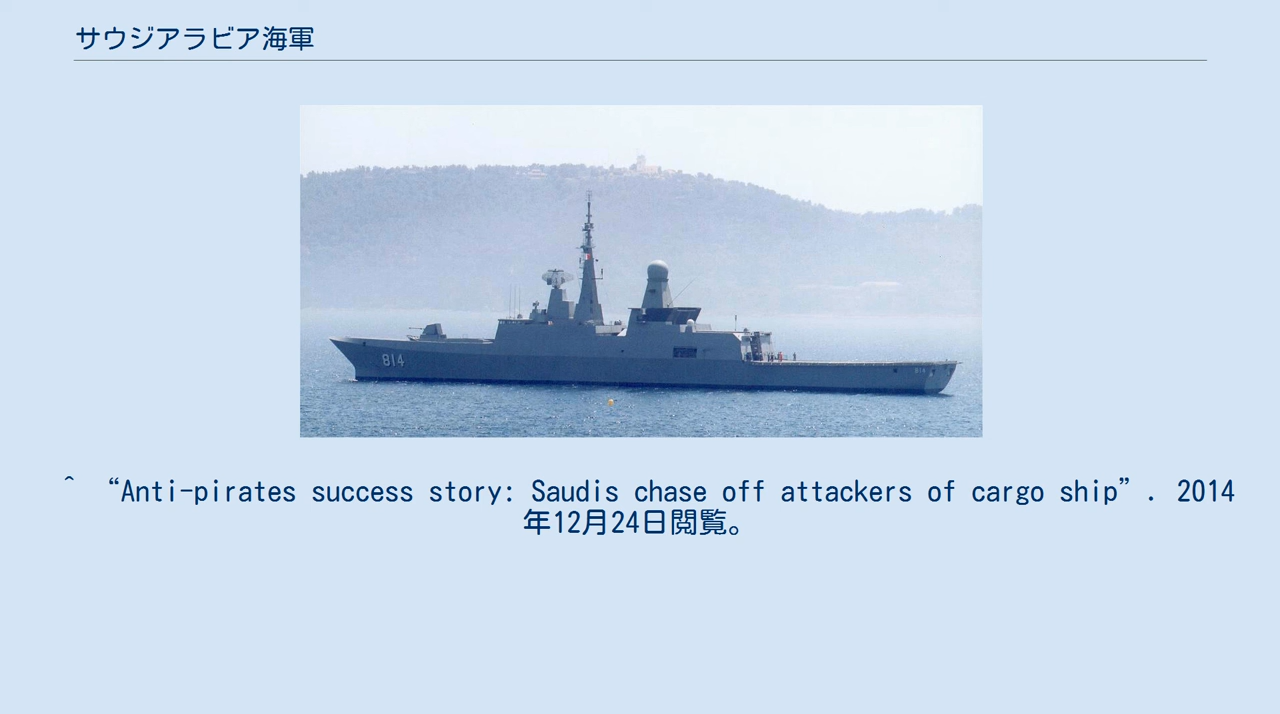 サウジアラビア海軍
814
814
^ “Anti-pirates success story: Saudis chase off attackers of cargo ship”. 2014
年12月24日閲覧。